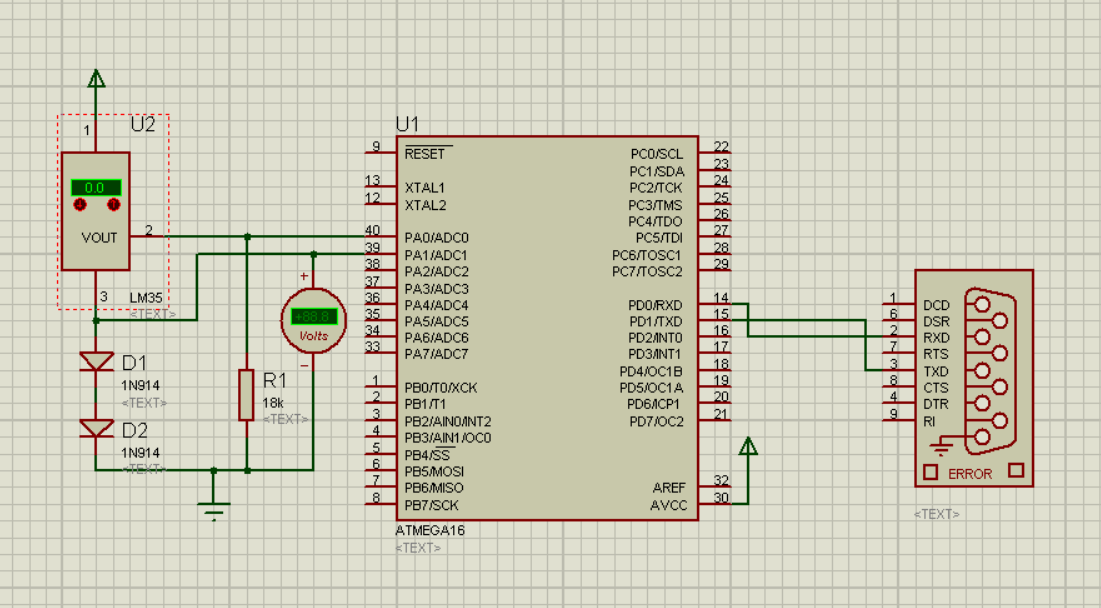 U2
1
0.0
VOUT
2
3
LM35
<TEXT>
D1
1N914
<TEXT>
D2
1N914
<TEXT>
R1
18k
<TEXT>
+
+88.8
Volts
U1
9 RESET
13 XTAL1
12 XTAL2
40 PA0/ADC0
39 PA1/ADC1
38 PA2/ADC2
37 PA3/ADC3
36 PA4/ADC4
35 PA5/ADC5
34 PA6/ADC6
33 PA7/ADC7
1 PB0/T0/XCK
2 PB1/T1
3 PB2/AIN0/INT2
4 PB3/AIN1/OC0
5 PB4/SS
6 PB5/MOSI
7 PB6/MISO
8 PB7/SCK
PC0/SCL 22
PC1/SDA 23
PC2/TCK 24
PC3/TMS 25
PC4/TDO 26
PC5/TDI 27
PC6/TOSC1 28
PC7/TOSC2 29
PD0/RXD 14
PD1/TXD 15
PD2/INT0 16
PD3/INT1 17
PD4/OC1B 18
PD5/OC1A 19
PD6/ICP1 20
PD7/OC2 21
AREF 32
AVCC 30
ATMEGA16
<TEXT>
1 DCD
6 DSR
2 RXD
7 RTS
3 TXD
8 CTS
4 DTR
9 RI
ERROR
<TEXT>